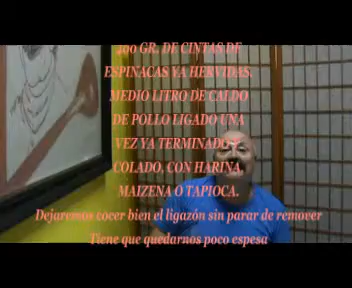 400 GR. DE CINTAS DE
ESPINACAS YA HERVIDAS.
MEDIO LITRO DE CALDO
DE POLLO LIGADO UNA
VEZ YA TERMINADO Y
COLADO, CON HARINA,
MAIZENA O TAPIOCA.
Dejaremos cocer bien el ligazón sin parar de remover
Tiene que quedarnos poco espesa